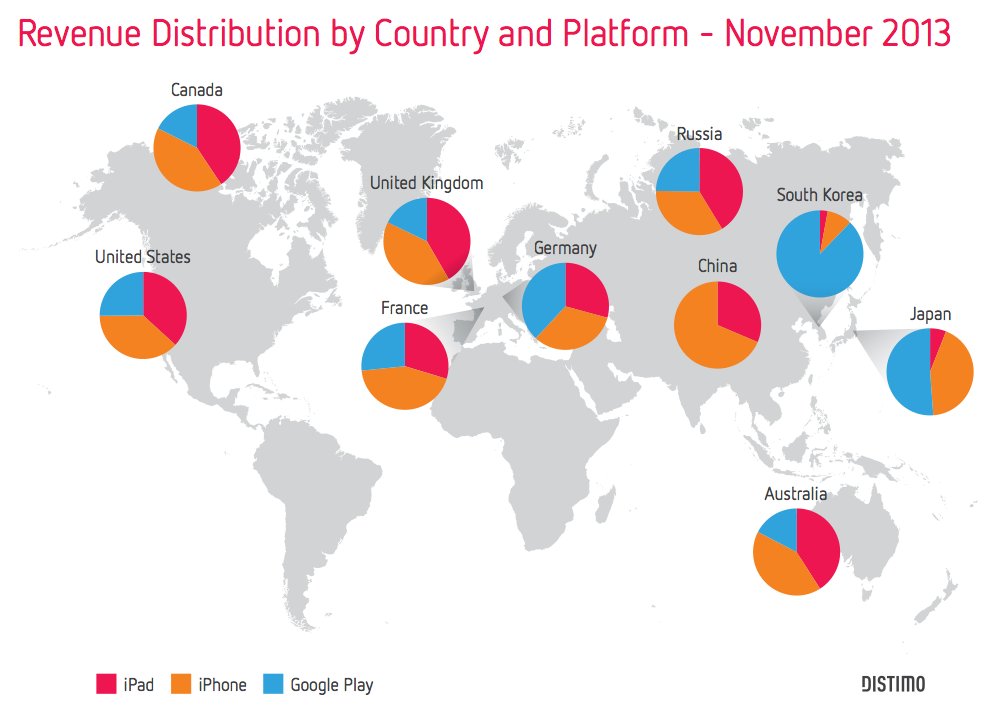 Revenue Distribution by Country and Platform - November 2013
Canada
Russia
United Kingdom
South Korea
Germany
United States
China
France
Japan
Australia
iPad
iPhone
Google Play
DISTIMO